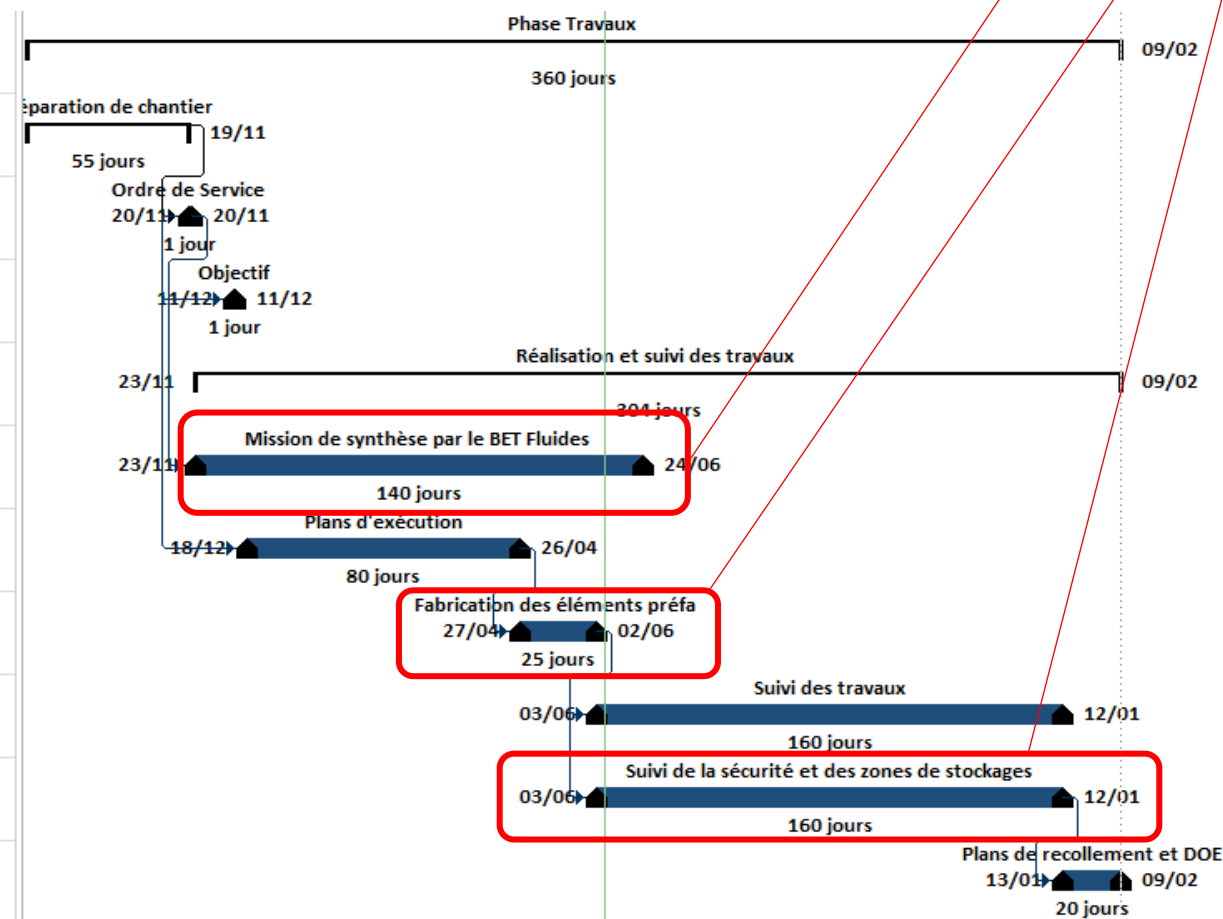 Phase Travaux
09/02
360 jours
éparation de chantier
19/11
55 jours
Ordre de Service
20/11 20/11
1 jour
Objectif
11/12 11/12
1 jour
Réalisation et suivi des travaux
23/11 09/02
304 jours
Mission de synthèse par le BET Fluides
23/11 24/06
140 jours
Plans d'exécution
18/12 26/04
80 jours
Fabrication des éléments préfa
27/04 02/06
25 jours
Suivi des travaux
03/06 12/01
160 jours
Suivi de la sécurité et des zones de stockages
03/06 12/01
160 jours
Plans de recollement et DOE
13/01 09/02
20 jours